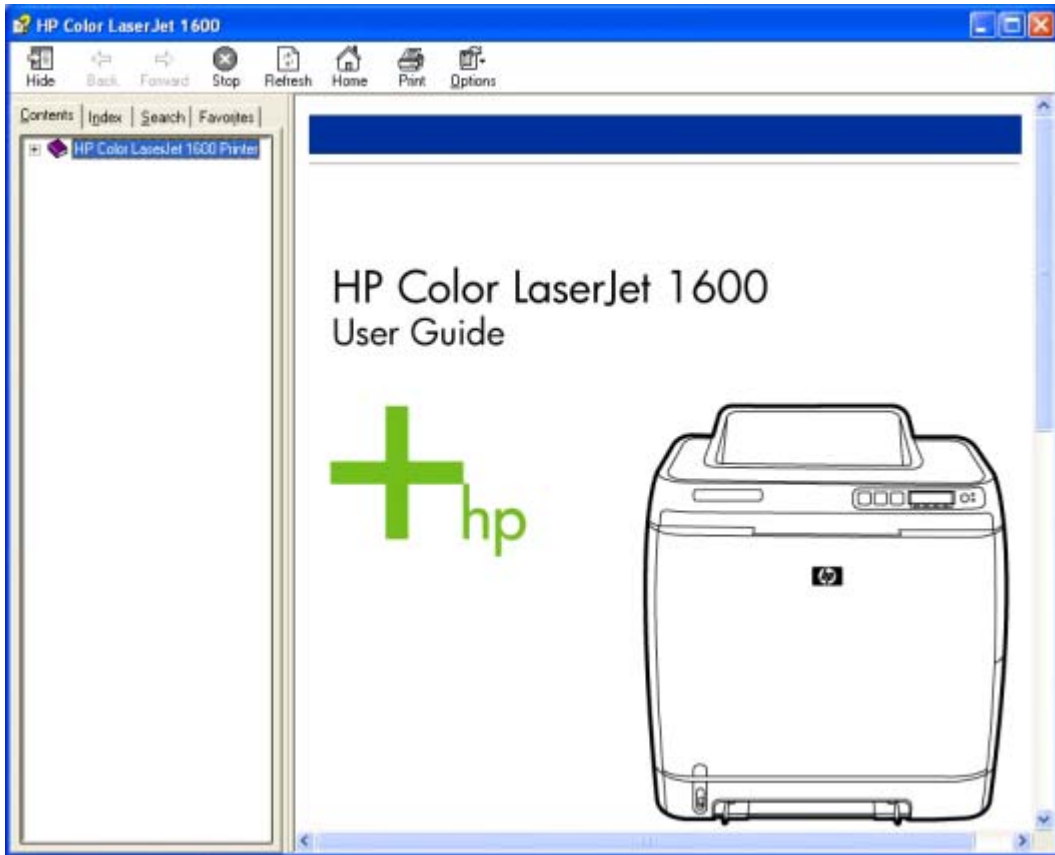 HP Color LaserJet 1600
Hide Back Forward Stop Refresh Home Print Options
Contents Index Search Favorites
HP Color LaserJet 1600 Printer
HP Color LaserJet 1600
User Guide
hp
hp